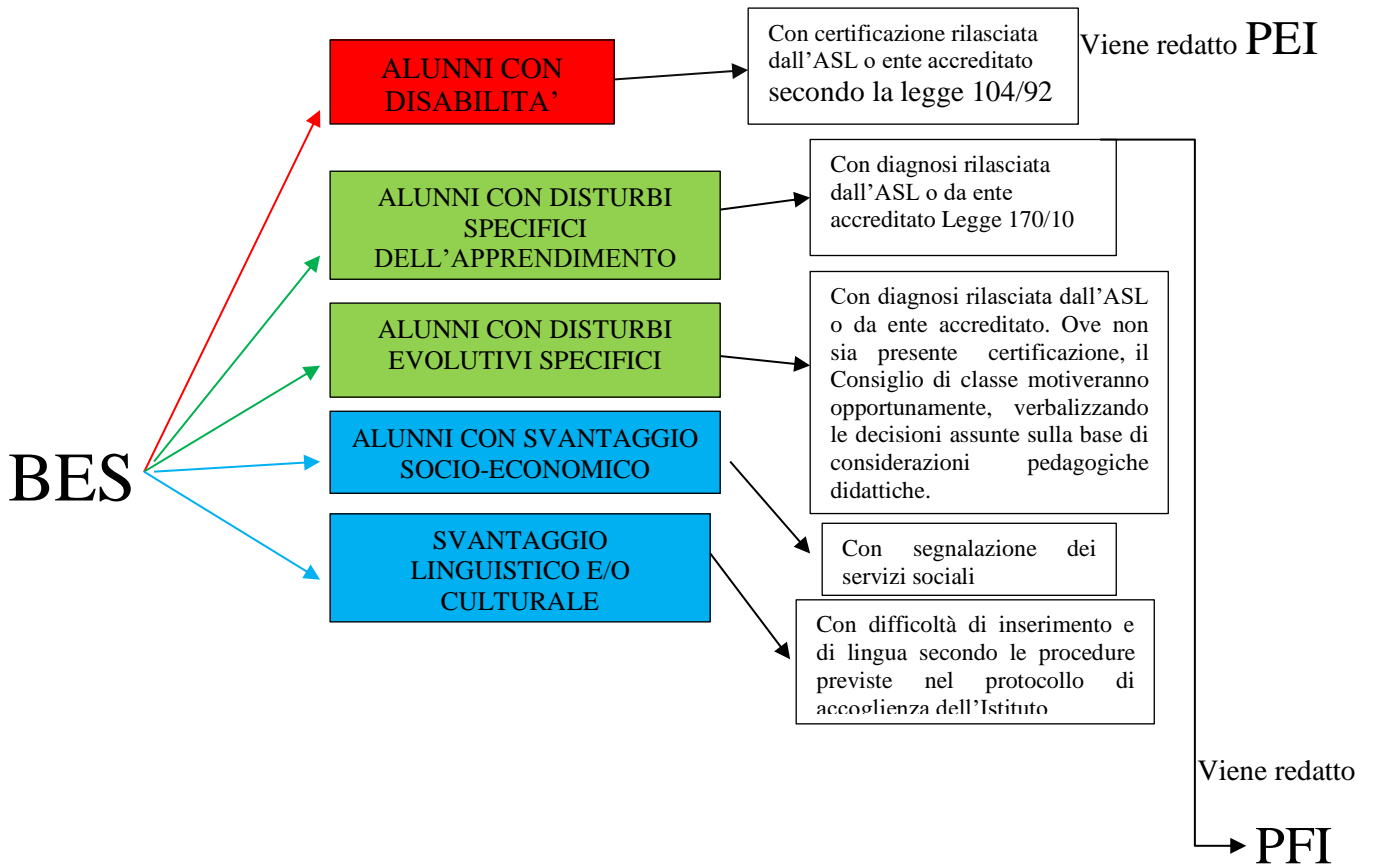 BES
ALUNNI CON
DISABILITA’
Con certificazione rilasciata
dall’ASL o ente accreditato
secondo la legge 104/92
Viene redatto PEI
ALUNNI CON DISTURBI
SPECIFICI
DELL’APPRENDIMENTO
Con diagnosi rilasciata
dall’ASL o da ente
accreditato Legge 170/10
ALUNNI CON DISTURBI
EVOLUTIVI SPECIFICI
Con diagnosi rilasciata dall’ASL
o da ente accreditato. Ove non
sia presente certificazione, il
Consiglio di classe motiveranno
opportunamente, verbalizzando
le decisioni assunte sulla base di
considerazioni pedagogiche
didattiche.
ALUNNI CON SVANTAGGIO
SOCIO-ECONOMICO
Con segnalazione dei
servizi sociali
SVANTAGGIO
LINGUISTICO E/O
CULTURALE
Con difficoltà di inserimento e
di lingua secondo le procedure
previste nel protocollo di
accoglienza dell’Istituto
Viene redatto
PFI